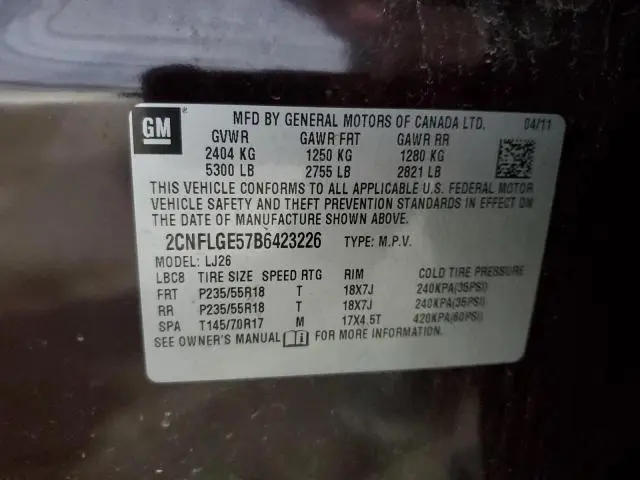 GM MFD BY GENERAL MOTORS OF CANADA LTD. 04/11
GVWR GAWR FRT GAWR RR
2404 KG 1250 KG 1280 KG
5300 LB 2755 LB 2821 LB
THIS VEHICLE CONFORMS TO ALL APPLICABLE U.S. FEDERAL MOTOR
VEHICLE SAFETY AND THEFT PREVENTION STANDARDS IN EFFECT ON
THE DATE OF MANUFACTURE SHOWN ABOVE.
2CNFLGE57B6423226 TYPE: M.P.V.
MODEL: LJ26
LBC8 TIRE SIZE SPEED RTG RIM COLD TIRE PRESSURE
FRT P235/55R18 T 18X7J 240KPA(35PSI)
RR P235/55R18 T 18X7J 240KPA(35PSI)
SPA T145/70R17 M 17X4.5T 420KPA(60PSI)
SEE OWNER'S MANUAL FOR MORE INFORMATION.